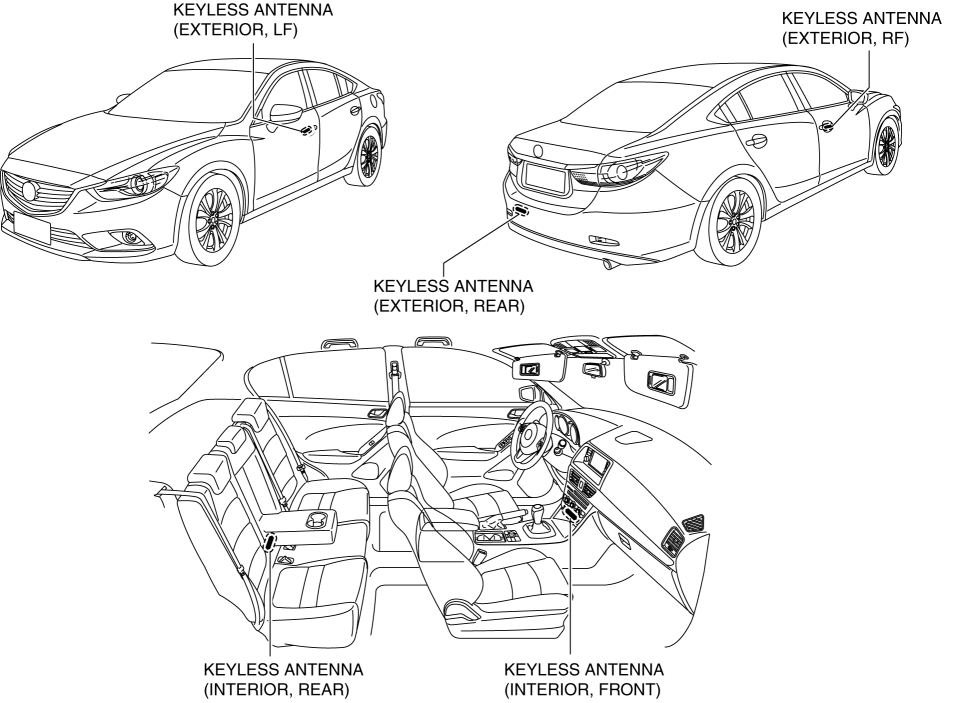 KEYLESS ANTENNA
(EXTERIOR, LF)
KEYLESS ANTENNA
(EXTERIOR, RF)
KEYLESS ANTENNA
(EXTERIOR, REAR)
KEYLESS ANTENNA
(INTERIOR, REAR)
KEYLESS ANTENNA
(INTERIOR, FRONT)